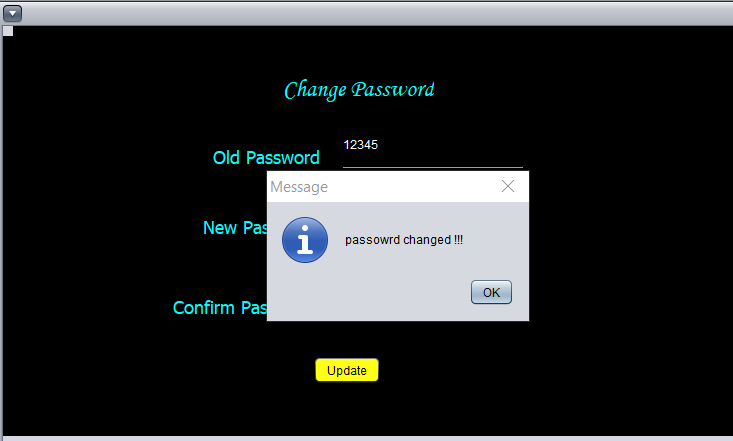 Change Password
Old Password
12345
Message
New Pas
passowrd changed !!!
OK
Confirm Pas
Update